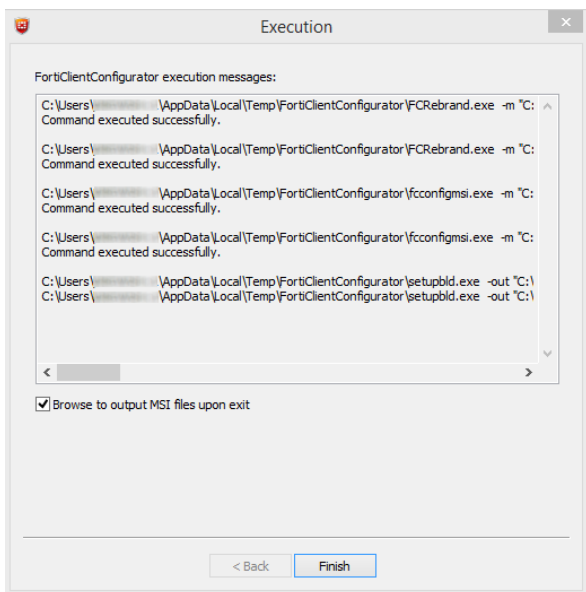 Execution
FortiClientConfigurator execution messages:
C:\Users\ \AppData\Local\Temp\FortiClientConfigurator\FCRebrand.exe -m "C:
Command executed successfully.
C:\Users\ \AppData\Local\Temp\FortiClientConfigurator\FCRebrand.exe -m "C:
Command executed successfully.
C:\Users\ \AppData\Local\Temp\FortiClientConfigurator\fcconfigmsi.exe -m "C:
Command executed successfully.
C:\Users\ \AppData\Local\Temp\FortiClientConfigurator\fcconfigmsi.exe -m "C:
Command executed successfully.
C:\Users\ \AppData\Local\Temp\FortiClientConfigurator\setupbld.exe -out "C:\
C:\Users\ \AppData\Local\Temp\FortiClientConfigurator\setupbld.exe -out "C:\
Browse to output MSI files upon exit
< Back Finish